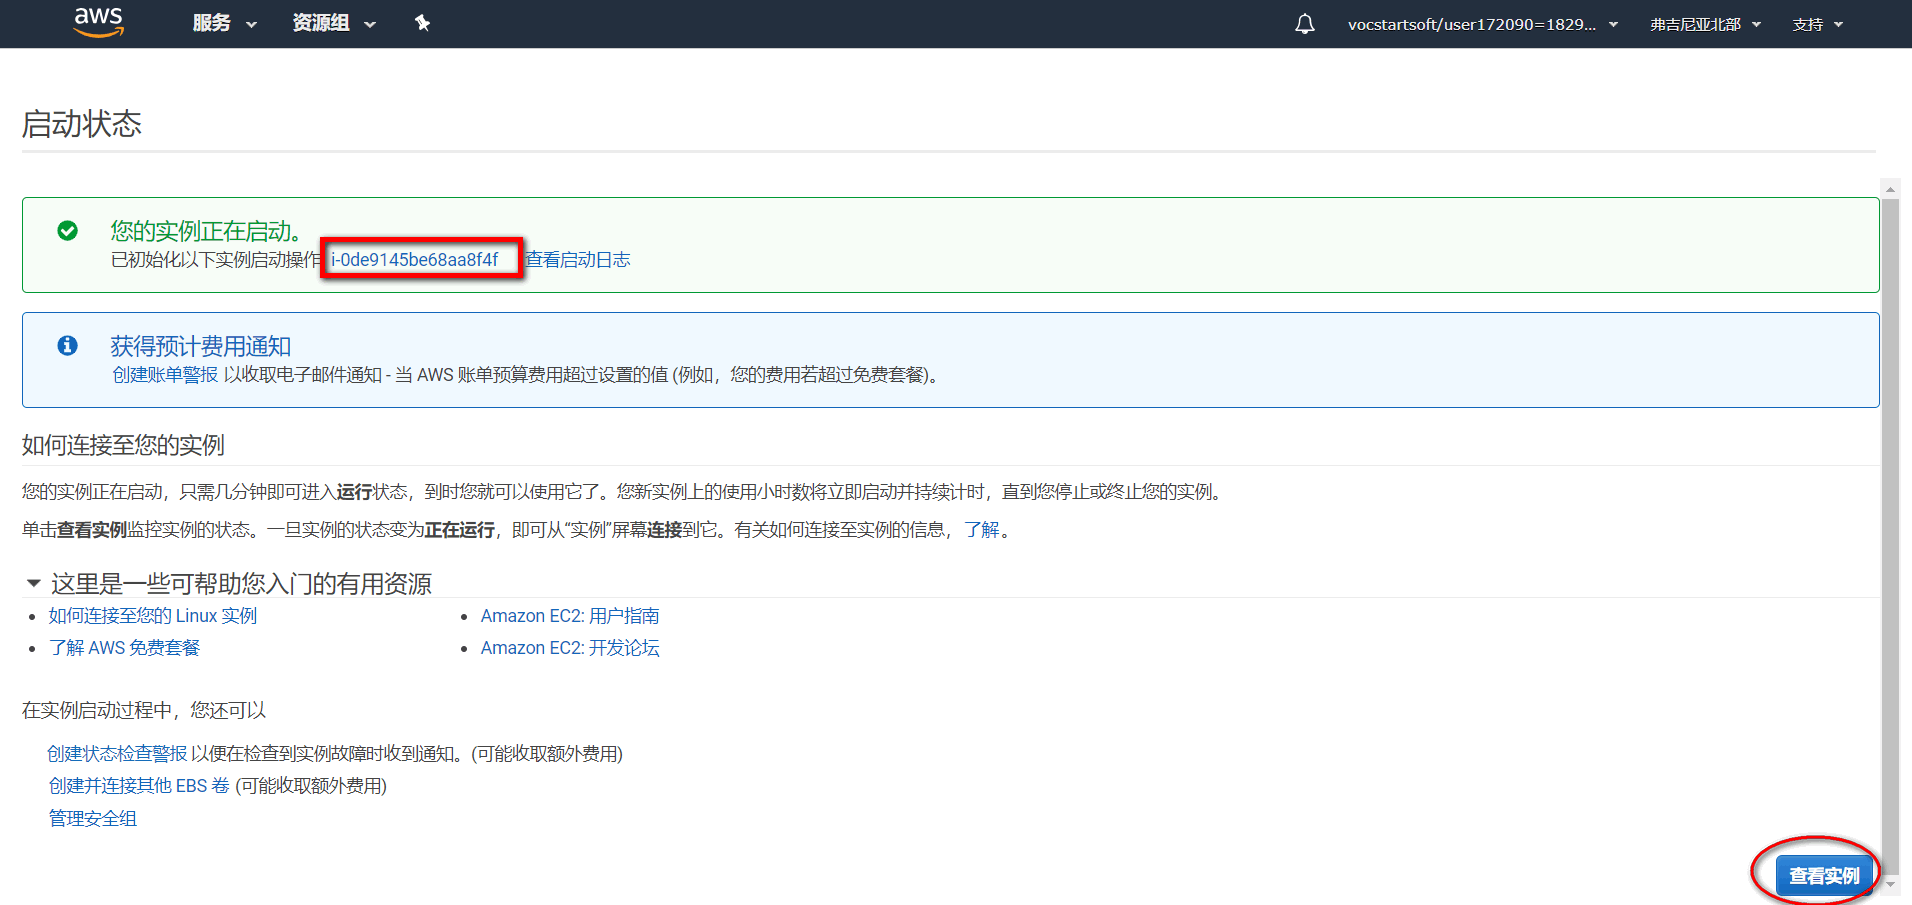 aws 服务 资源组 vocstartsoft/user172090=1829... 弗吉尼亚北部 支持
启动状态
您的实例正在启动。
已初始化以下实例启动操作 i-0de9145be68aa8f4f 查看启动日志
获得预计费用通知
创建账单警报 以收取电子邮件通知 - 当 AWS 账单预算费用超过设置的值 (例如，您的费用若超过免费套餐)。
如何连接至您的实例
您的实例正在启动，只需几分钟即可进入运行状态，到时您就可以使用它了。您新实例上的使用小时数将立即启动并持续计时，直到您停止或终止您的实例。
单击查看实例监控实例的状态。一旦实例的状态变为正在运行，即可从“实例”屏幕连接到它。有关如何连接至实例的信息，了解。
这里是一些可帮助您入门的有用资源
• 如何连接至您的 Linux 实例 • Amazon EC2: 用户指南
• 了解 AWS 免费套餐 • Amazon EC2: 开发论坛
在实例启动过程中，您还可以
创建状态检查警报 以便在检查到实例故障时收到通知。(可能收取额外费用)
创建并连接其他 EBS 卷 (可能收取额外费用)
管理安全组
查看实例